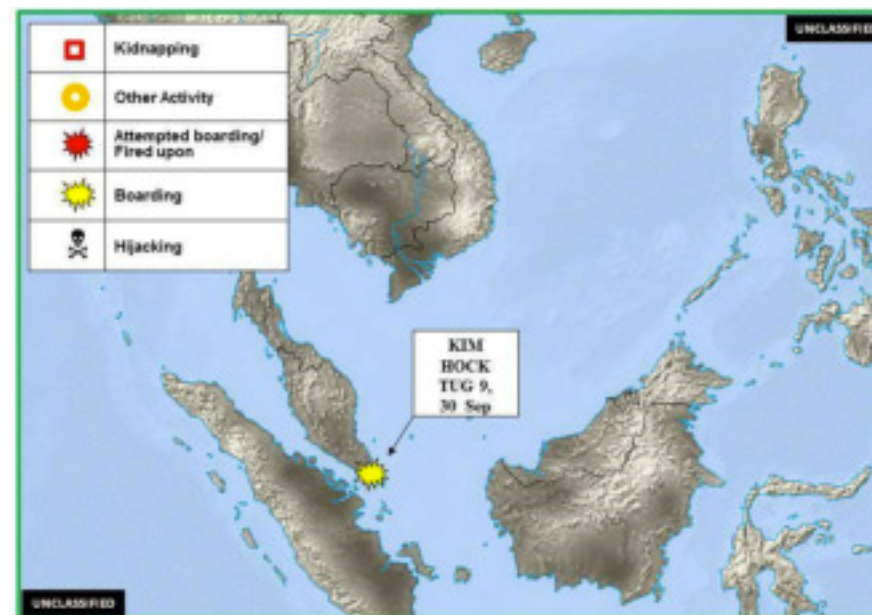 UNCLASSIFIED
Kidnapping
Other Activity
Attempted boarding/
Fired upon
Boarding
Hijacking
KIM
HOCK
TUG 9,
30 Sep
UNCLASSIFIED